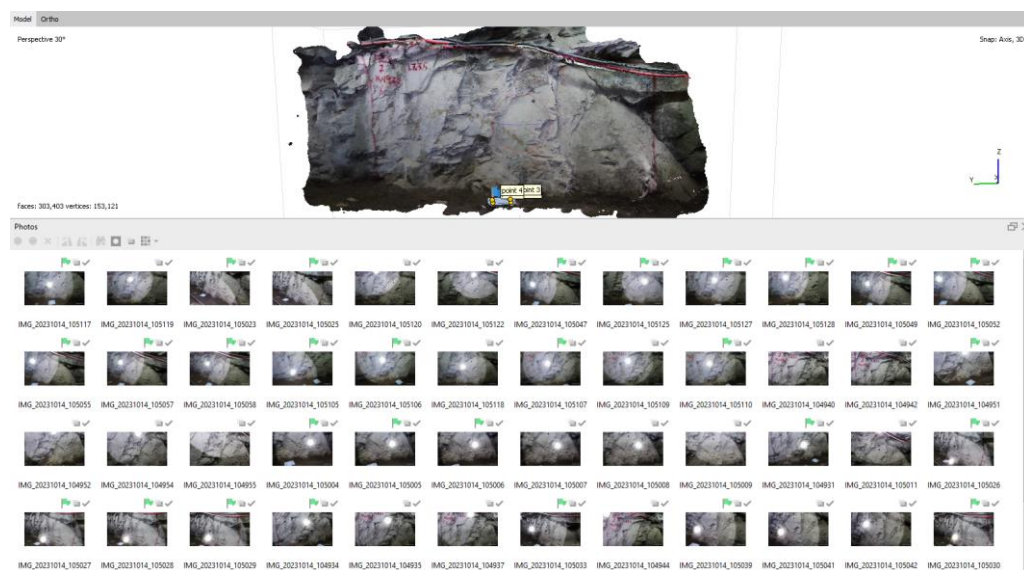 Model Ortho
Perspective 30°
Snap: Axis, 30
point 4 point 3
Z
Y X
Faces: 303,403 vertices: 153,121
Photos
IMG_20231014_105117 IMG_20231014_105119 IMG_20231014_105023 IMG_20231014_105025 IMG_20231014_105120 IMG_20231014_105122 IMG_20231014_105047 IMG_20231014_105125 IMG_20231014_105127 IMG_20231014_105128 IMG_20231014_105049 IMG_20231014_105052
IMG_20231014_105055 IMG_20231014_105057 IMG_20231014_105058 IMG_20231014_105105 IMG_20231014_105106 IMG_20231014_105118 IMG_20231014_105107 IMG_20231014_105109 IMG_20231014_105110 IMG_20231014_104940 IMG_20231014_104942 IMG_20231014_104951
IMG_20231014_104952 IMG_20231014_104954 IMG_20231014_104955 IMG_20231014_105004 IMG_20231014_105005 IMG_20231014_105006 IMG_20231014_105007 IMG_20231014_105008 IMG_20231014_105009 IMG_20231014_104931 IMG_20231014_105011 IMG_20231014_105026
IMG_20231014_105027 IMG_20231014_105028 IMG_20231014_105029 IMG_20231014_104934 IMG_20231014_104935 IMG_20231014_104937 IMG_20231014_105033 IMG_20231014_104944 IMG_20231014_105039 IMG_20231014_105041 IMG_20231014_105042 IMG_20231014_105030